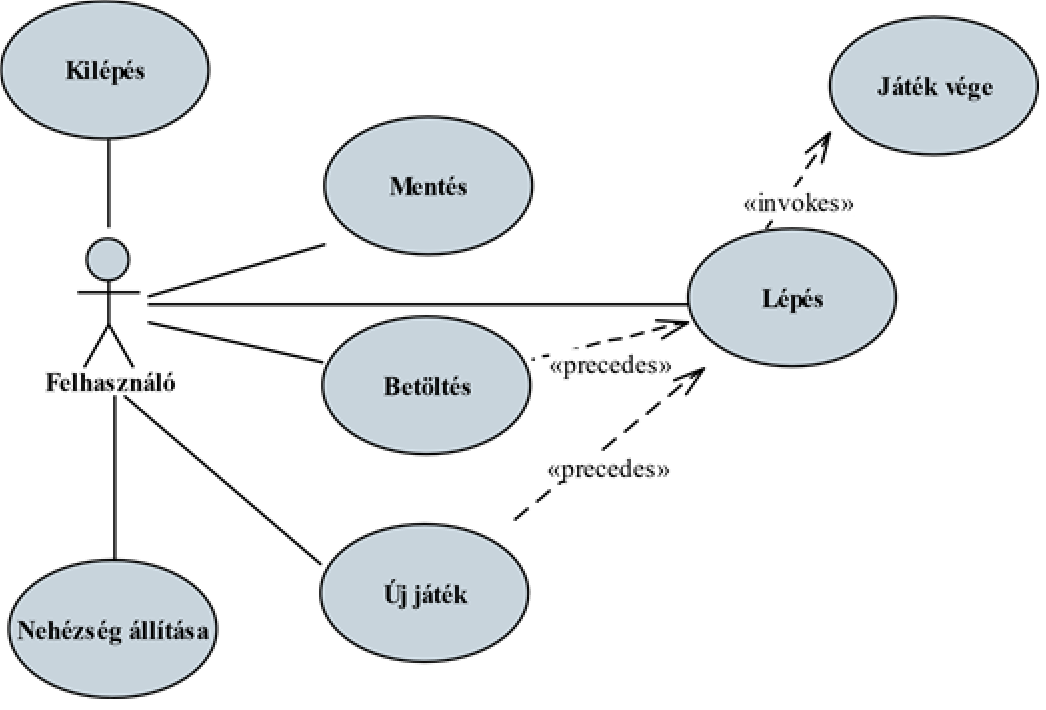 Kilépés
Játék vége
Mentés
«invokes»
Lépés
«precedes»
Betöltés
Felhasználó
«precedes»
Új játék
Nehézség állítása